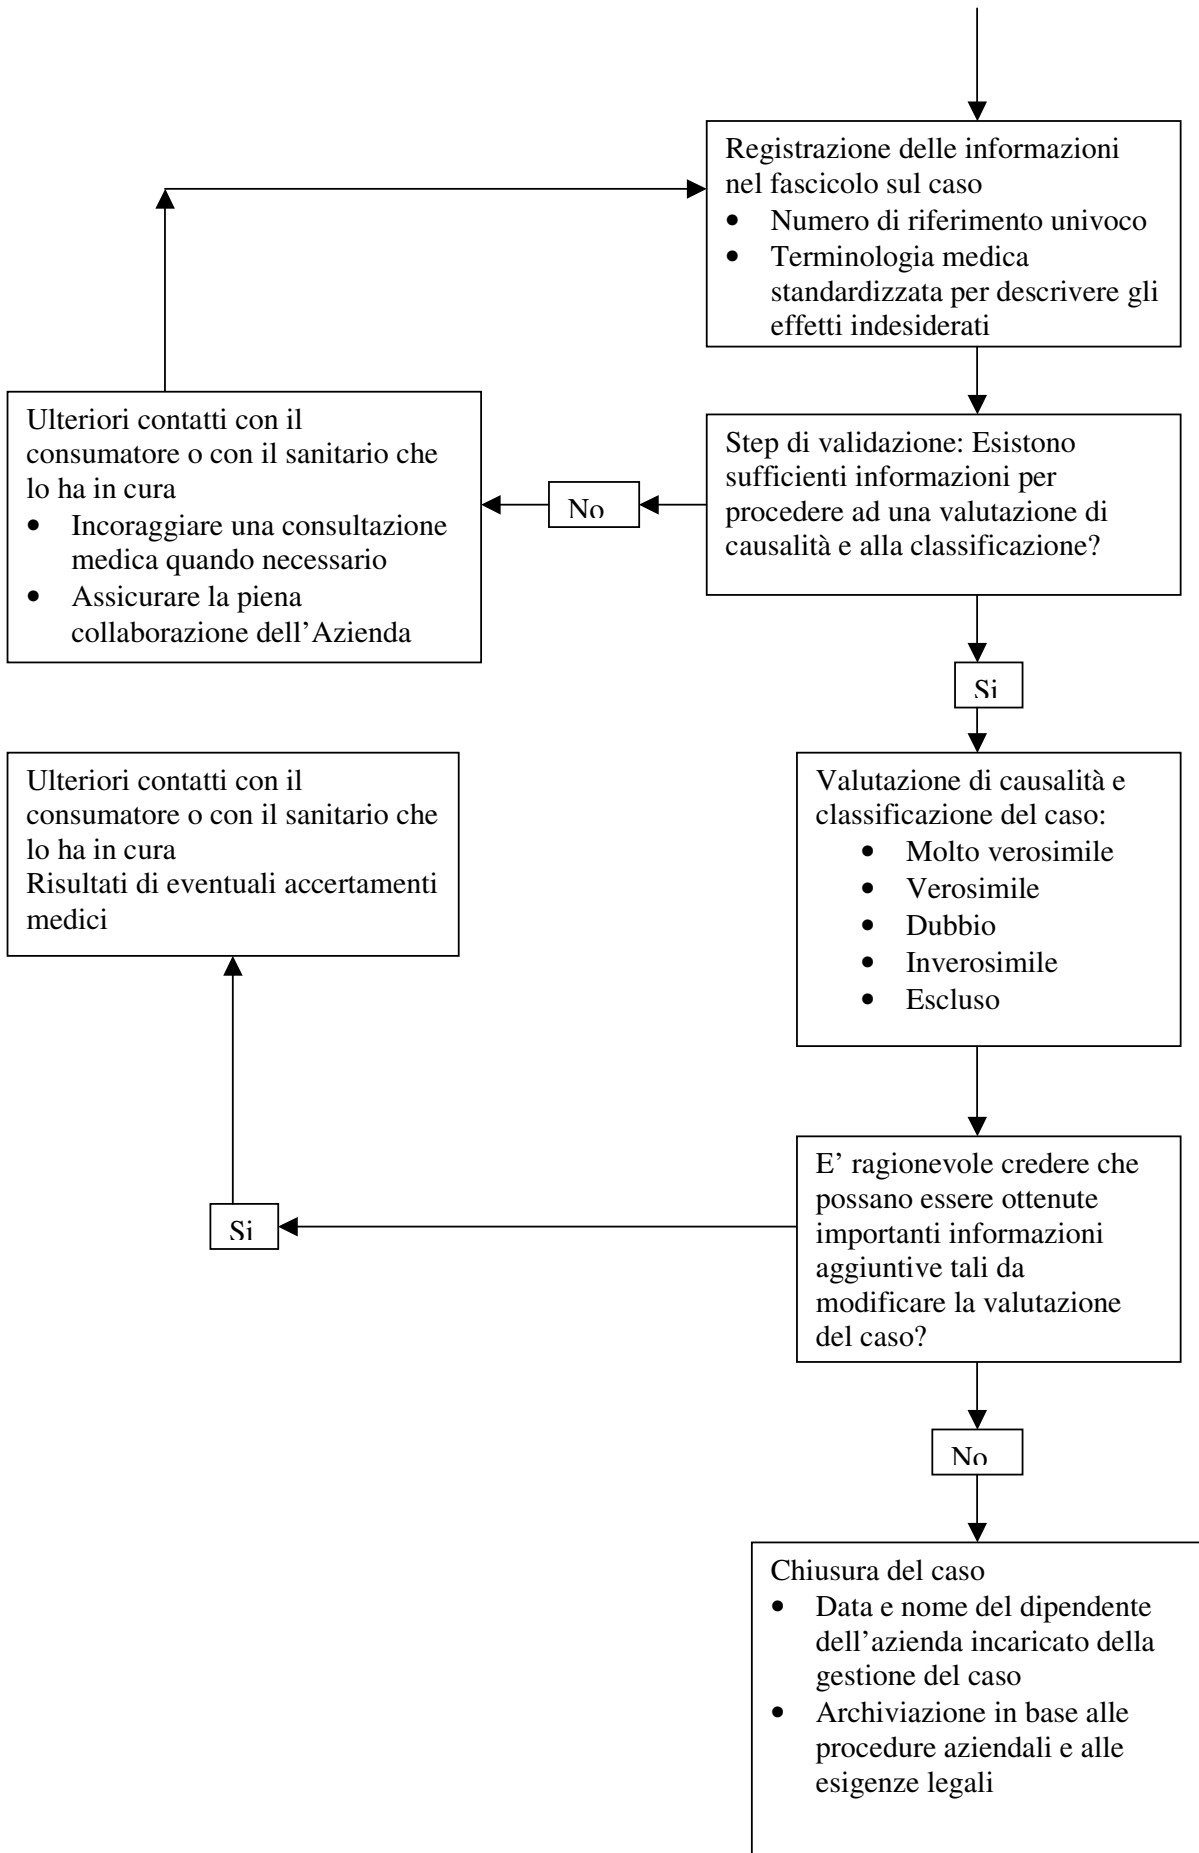 Registrazione delle informazioni
nel fascicolo sul caso
• Numero di riferimento univoco
• Terminologia medica
standardizzata per descrivere gli
effetti indesiderati
Ulteriori contatti con il
consumatore o con il sanitario che
lo ha in cura
• Incoraggiare una consultazione
medica quando necessario
• Assicurare la piena
collaborazione dell’Azienda
No
Step di validazione: Esistono
sufficienti informazioni per
procedere ad una valutazione di
causalità e alla classificazione?
Si
Ulteriori contatti con il
consumatore o con il sanitario che
lo ha in cura
Risultati di eventuali accertamenti
medici
Valutazione di causalità e
classificazione del caso:
• Molto verosimile
• Verosimile
• Dubbio
• Inverosimile
• Escluso
Si
E’ ragionevole credere che
possano essere ottenute
importanti informazioni
aggiuntive tali da
modificare la valutazione
del caso?
No
Chiusura del caso
• Data e nome del dipendente
dell’azienda incaricato della
gestione del caso
• Archiviazione in base alle
procedure aziendali e alle
esigenze legali